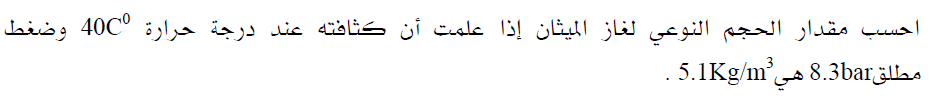 احسب مقدار الحجم النوعي لغاز الميثان إذا علمت أن كثافته عند درجة حرارة 40C⁰ وضغط
مطلق8.3bar هي5.1Kg/m³ .